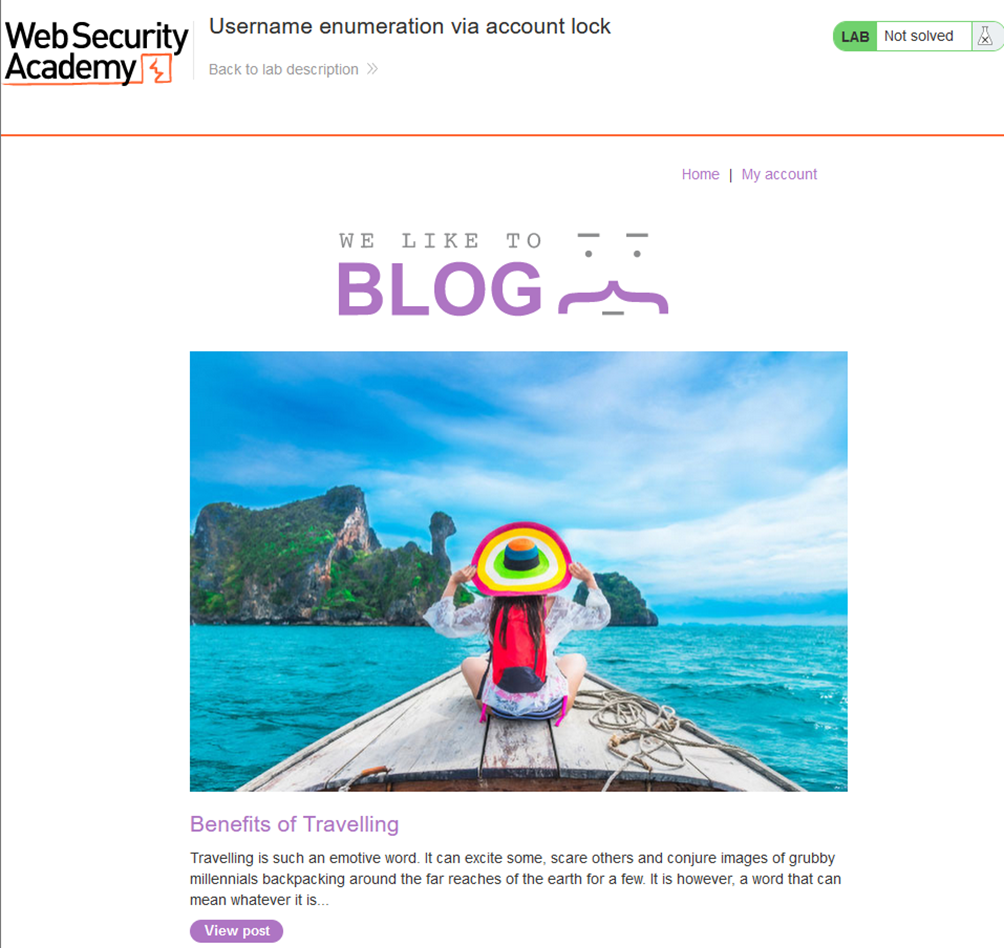 Web Security
Academy
Username enumeration via account lock
Back to lab description
LAB
Not solved
Home | My account
WE LIKE TO
BLOG
Benefits of Travelling
Travelling is such an emotive word. It can excite some, scare others and conjure images of grubby
millennials backpacking around the far reaches of the earth for a few. It is however, a word that can
mean whatever it is...
View post